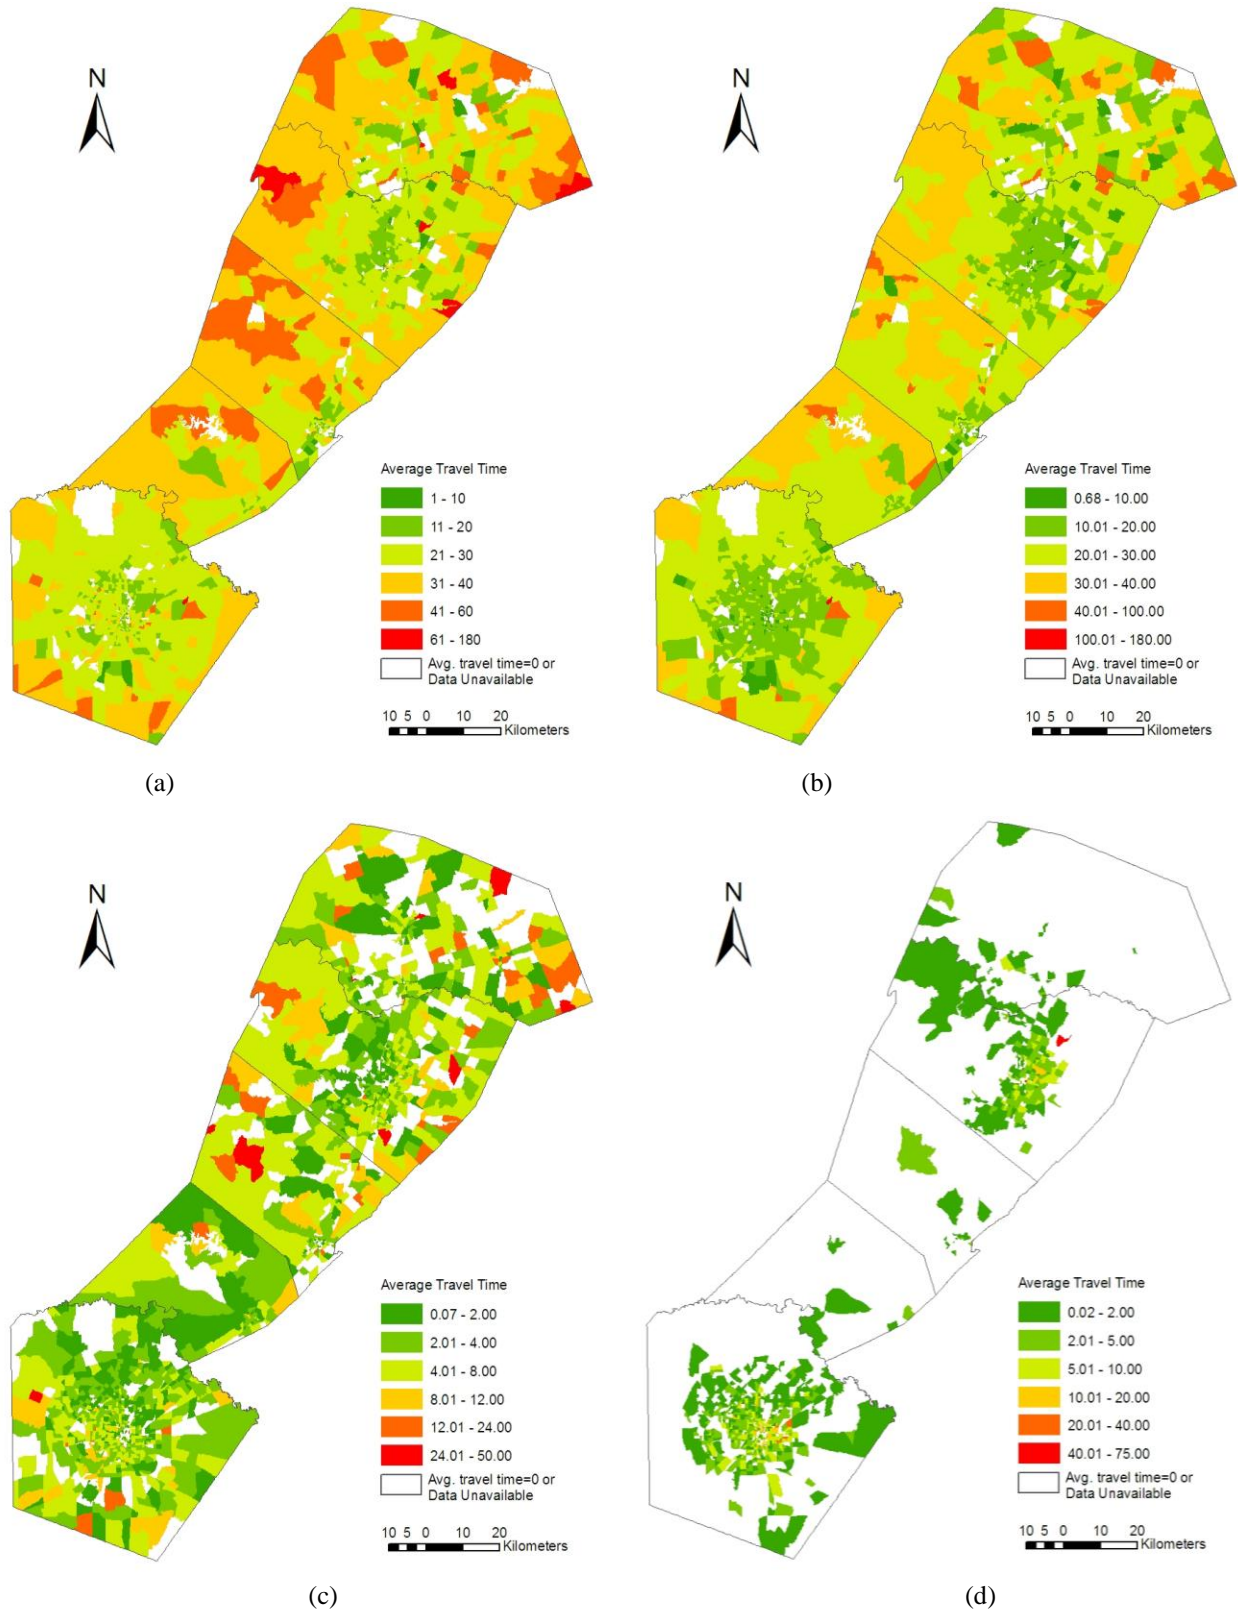 N
Average Travel Time
1 - 10
11 - 20
21 - 30
31 - 40
41 - 60
61 - 180
Avg. travel time=0 or
Data Unavailable
10 5 0 10 20
Kilometers
(a)
N
Average Travel Time
0.68 - 10.00
10.01 - 20.00
20.01 - 30.00
30.01 - 40.00
40.01 - 100.00
100.01 - 180.00
Avg. travel time=0 or
Data Unavailable
10 5 0 10 20
Kilometers
(b)
N
Average Travel Time
0.07 - 2.00
2.01 - 4.00
4.01 - 8.00
8.01 - 12.00
12.01 - 24.00
24.01 - 50.00
Avg. travel time=0 or
Data Unavailable
10 5 0 10 20
Kilometers
(c)
N
Average Travel Time
0.02 - 2.00
2.01 - 5.00
5.01 - 10.00
10.01 - 20.00
20.01 - 40.00
40.01 - 75.00
Avg. travel time=0 or
Data Unavailable
10 5 0 10 20
Kilometers
(d)